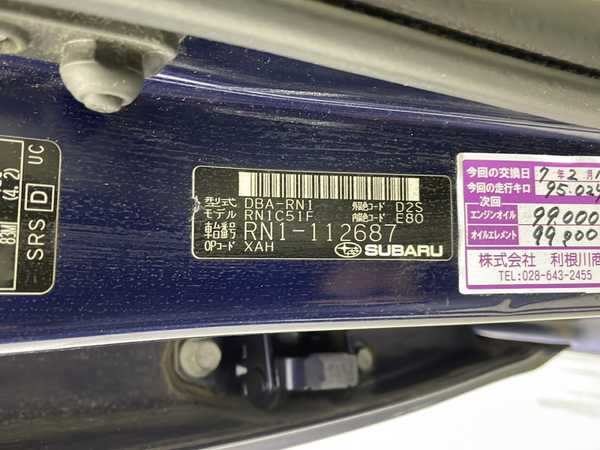 型式 DBA-RN1 外装色コード D2S
モデル RN1C51F 内装色コード E80
車台番号 RN1-112687
OPコード XAH SUBARU
今回の交換日 7年2月
今回の走行キロ 95.024
次回
エンジンオイル 99,000
オイルエレメント 99,000
株式会社 利根川商
TEL:028-643-2455
83M (4.2)
SRS D UC